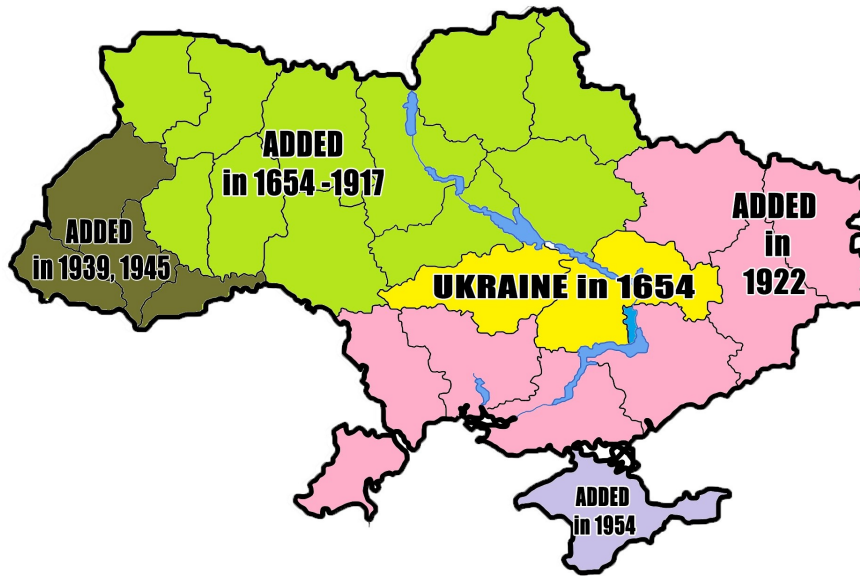 ADDED
in 1654 -1917
ADDED
in 1939, 1945
ADDED
in
1922
UKRAINE in 1654
ADDED
in 1954